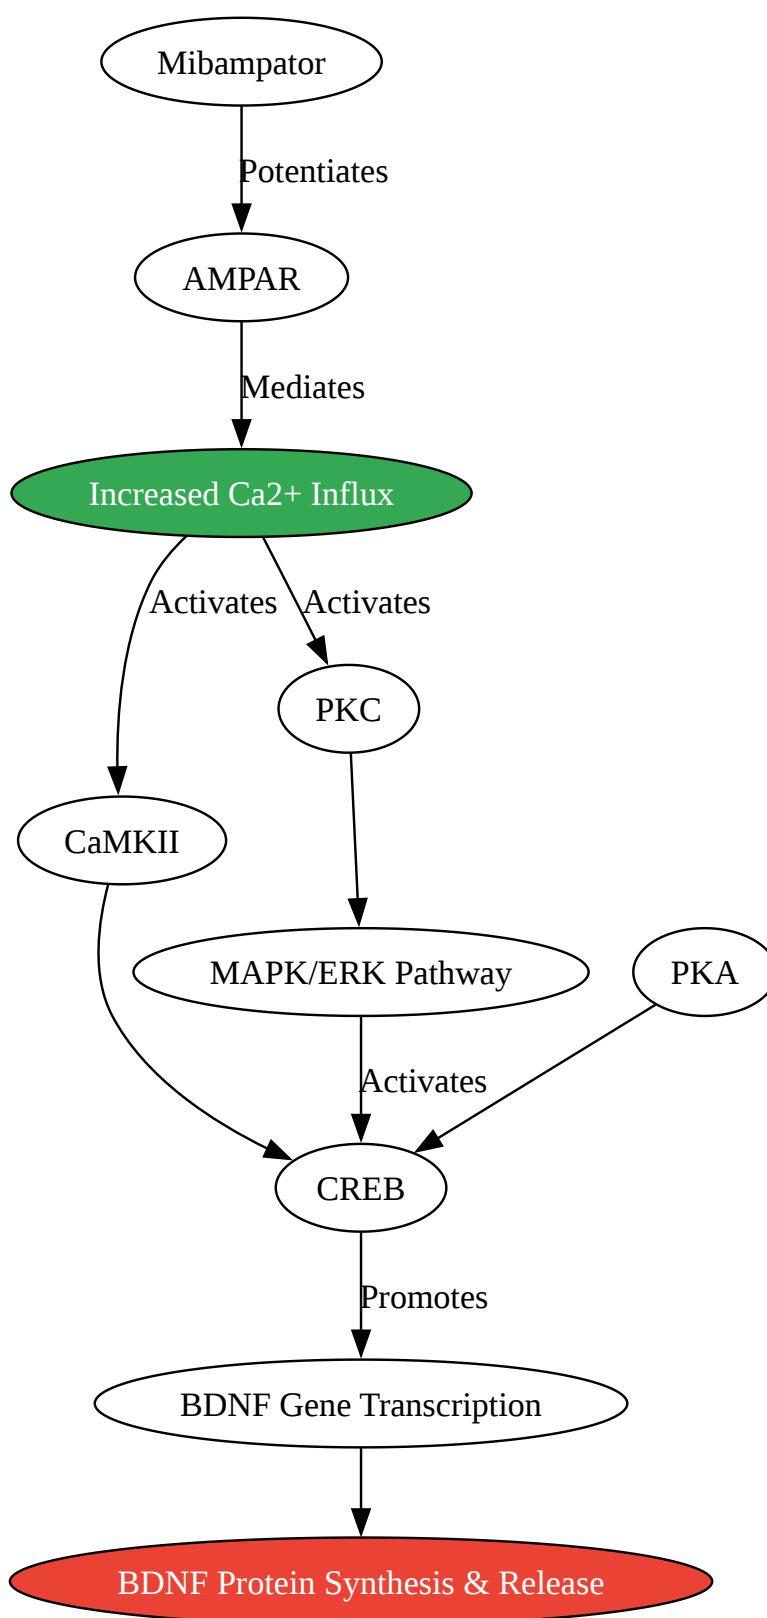 Mibampator
Potentiates
AMPAR
Mediates
Increased Ca2+ Influx
Activates
Activates
PKC
CaMKII
MAPK/ERK Pathway
PKA
Activates
CREB
Promotes
BDNF Gene Transcription
BDNF Protein Synthesis & Release